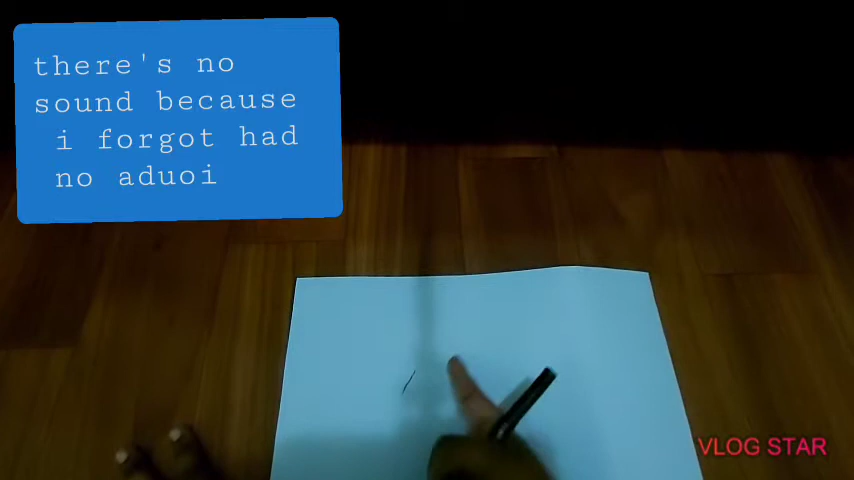 there's no
sound because
i forgot had
no aduoi
VLOG STAR